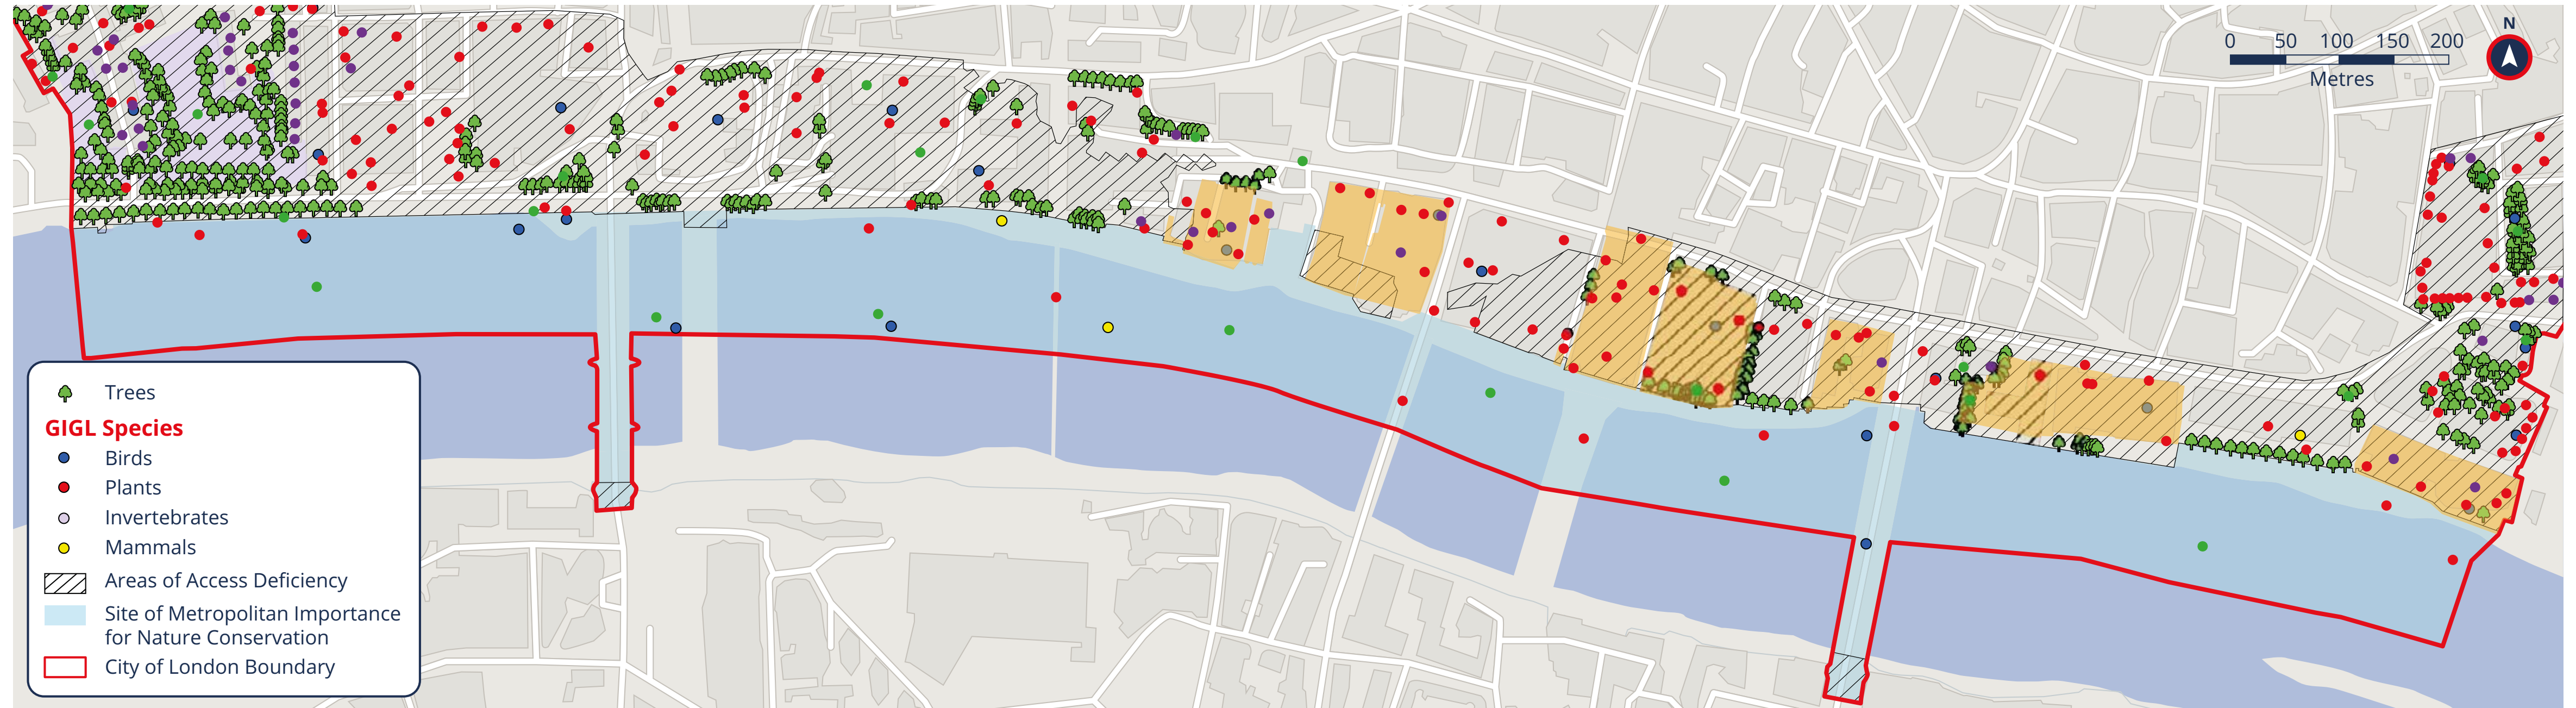 N
0 50 100 150 200
Metres
Trees
GIGL Species
Birds
Plants
Invertebrates
Mammals
Areas of Access Deficiency
Site of Metropolitan Importance
for Nature Conservation
City of London Boundary